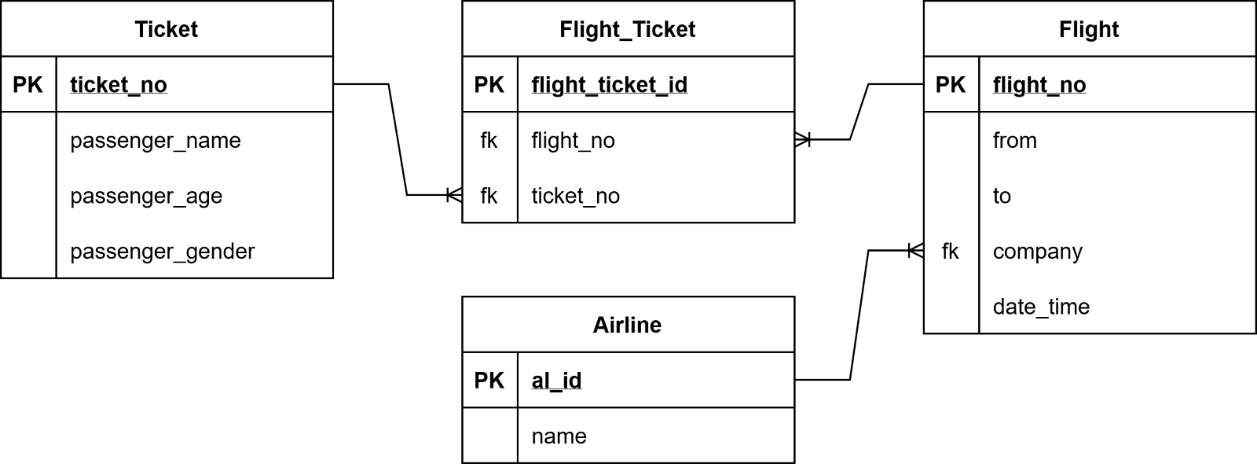 Ticket
PK ticket_no
passenger_name
passenger_age
passenger_gender
Flight_Ticket
PK flight_ticket_id
fk flight_no
fk ticket_no
Flight
PK flight_no
from
to
fk company
date_time
Airline
PK al_id
name